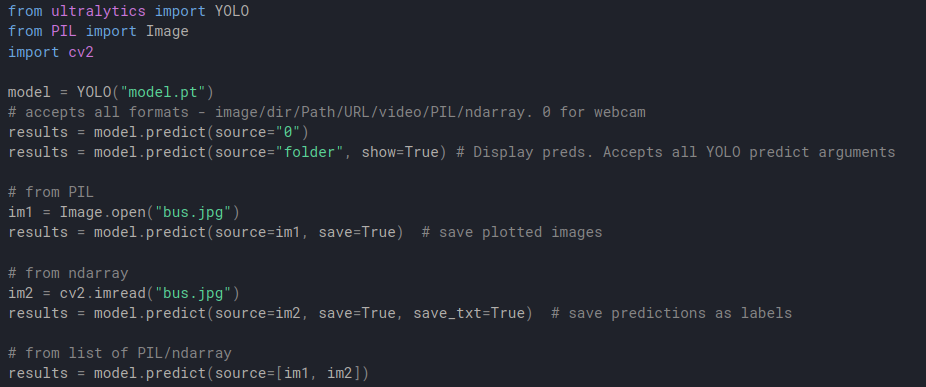 from ultralytics import YOLO
from PIL import Image
import cv2
model = YOLO("model.pt")
# accepts all formats - image/dir/Path/URL/video/PIL/ndarray. 0 for webcam
results = model.predict(source="0")
results = model.predict(source="folder", show=True) # Display preds. Accepts all YOLO predict arguments
# from PIL
im1 = Image.open("bus.jpg")
results = model.predict(source=im1, save=True)  # save plotted images
# from ndarray
im2 = cv2.imread("bus.jpg")
results = model.predict(source=im2, save=True, save_txt=True)  # save predictions as labels
# from list of PIL/ndarray
results = model.predict(source=[im1, im2])